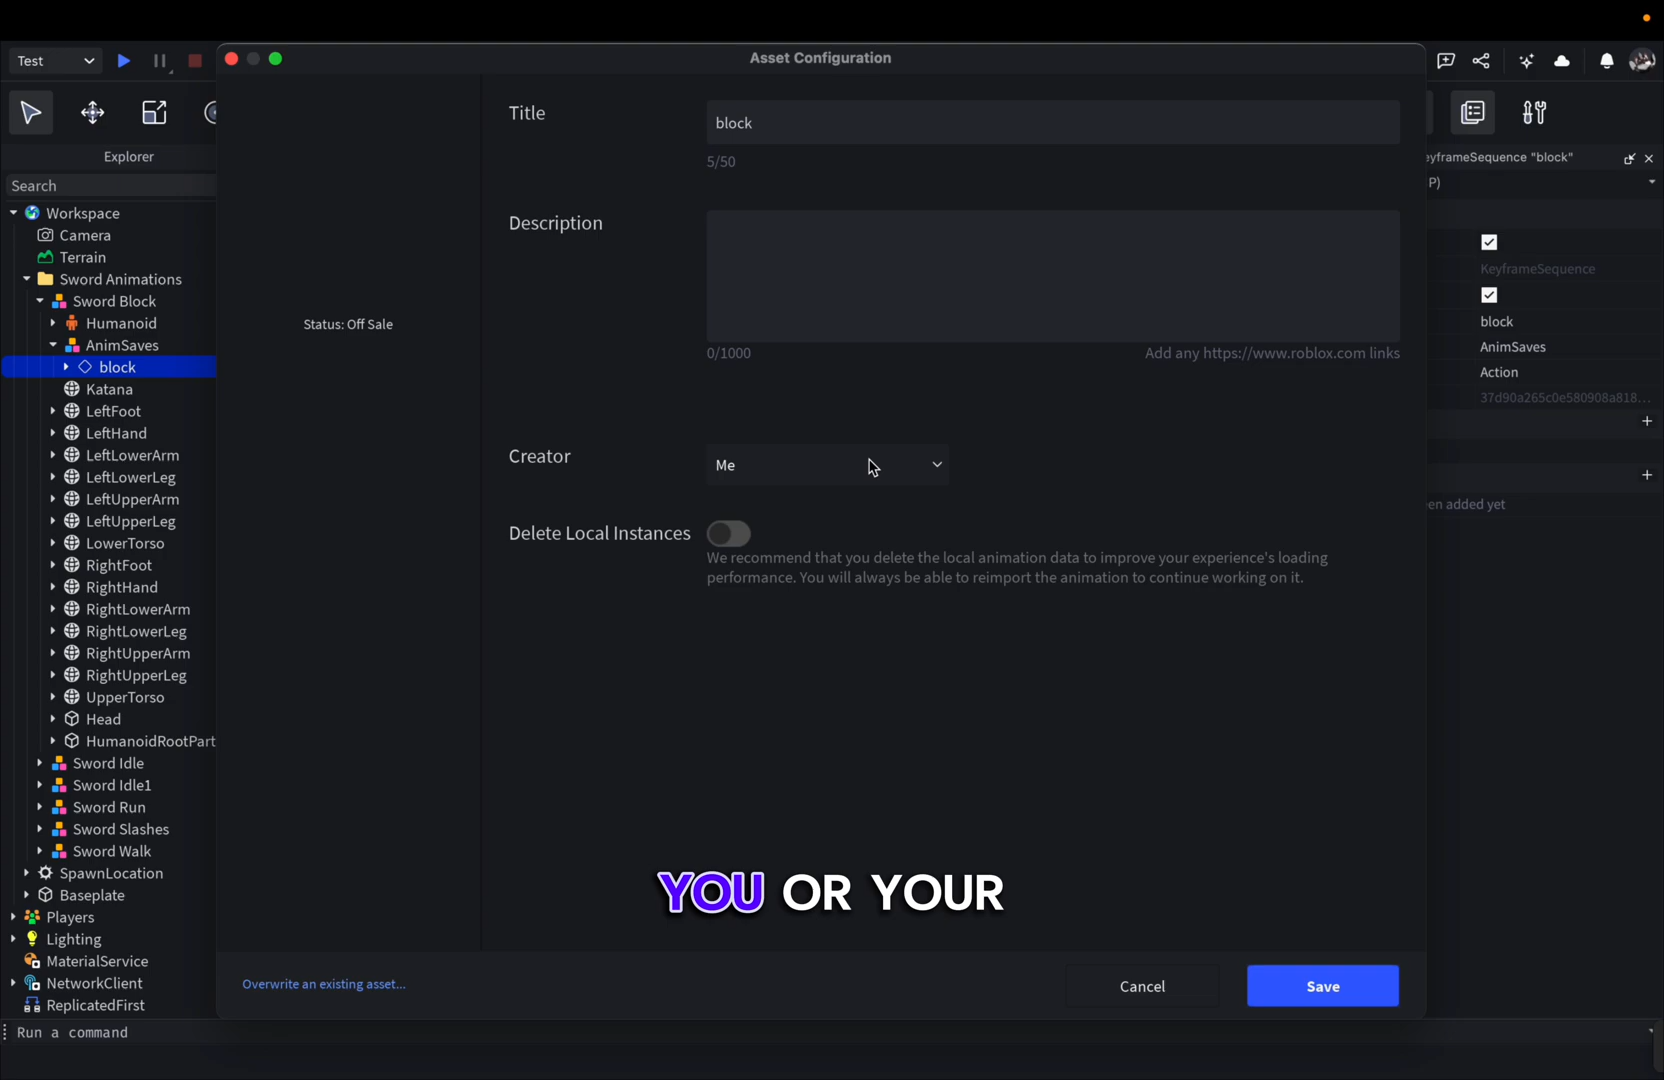 Asset Configuration
Test
Explorer
Search
Workspace
Camera
Terrain
Sword Animations
Sword Block
Humanoid
AnimSaves
block
Katana
LeftFoot
LeftHand
LeftLowerArm
LeftLowerLeg
LeftUpperArm
LeftUpperLeg
LowerTorso
RightFoot
RightHand
RightLowerArm
RightLowerLeg
RightUpperArm
RightUpperLeg
UpperTorso
Head
HumanoidRootPart
Sword Idle
Sword Idle1
Sword Run
Sword Slashes
Sword Walk
SpawnLocation
Baseplate
Players
Lighting
MaterialService
NetworkClient
ReplicatedFirst
Run a command
Status: Off Sale
Title
block
5/50
Description
0/1000 Add any https://www.roblox.com links
Creator
Me
Delete Local Instances
We recommend that you delete the local animation data to improve your experience's loading
performance. You will always be able to reimport the animation to continue working on it.
YOU OR YOUR
Overwrite an existing asset...
Cancel
Save
eyframeSequence "block"
P)
KeyframeSequence
block
AnimSaves
Action
37d90a265c0e580908a818...
en added yet